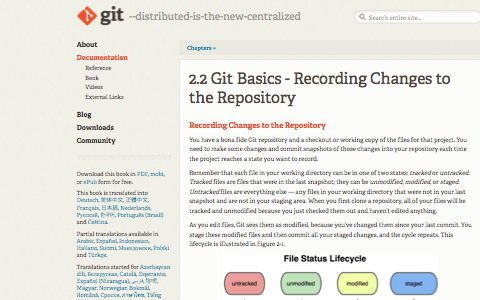 git --distributed-is-the-new-centralized
Search entire site...
About
Documentation
Reference
Book
Videos
External Links
Blog
Downloads
Community
Download this book in PDF, mobi,
or ePub form for free.
This book is translated into
Deutsch, 简体中文, 正體中文,
Français, 日本語, Nederlands,
Русский, 한국어, Português (Brasil)
and Čeština.
Partial translations available in
Arabic, Español, Indonesian,
Italiano, Suomi, Македонски, Polski
and Türkçe.
Translations started for Azerbaijan
dili, Беларуская, Català, Esperanto,
Español (Nicaragua), فارسی, हिन्दी,
Magyar, Norwegian Bokmål,
Română, Српски, ภาษาไทย, Tiếng
Chapters
2.2 Git Basics - Recording Changes to
the Repository
Recording Changes to the Repository
You have a bona fide Git repository and a checkout or working copy of the files for that project. You
need to make some changes and commit snapshots of those changes into your repository each time
the project reaches a state you want to record.
Remember that each file in your working directory can be in one of two states: tracked or untracked.
Tracked files are files that were in the last snapshot; they can be unmodified, modified, or staged.
Untracked files are everything else — any files in your working directory that were not in your last
snapshot and are not in your staging area. When you first clone a repository, all of your files will be
tracked and unmodified because you just checked them out and haven't edited anything.
As you edit files, Git sees them as modified, because you've changed them since your last commit. You
stage these modified files and then commit all your staged changes, and the cycle repeats. This
lifecycle is illustrated in Figure 2-1.
File Status Lifecycle
untracked
unmodified
modified
staged